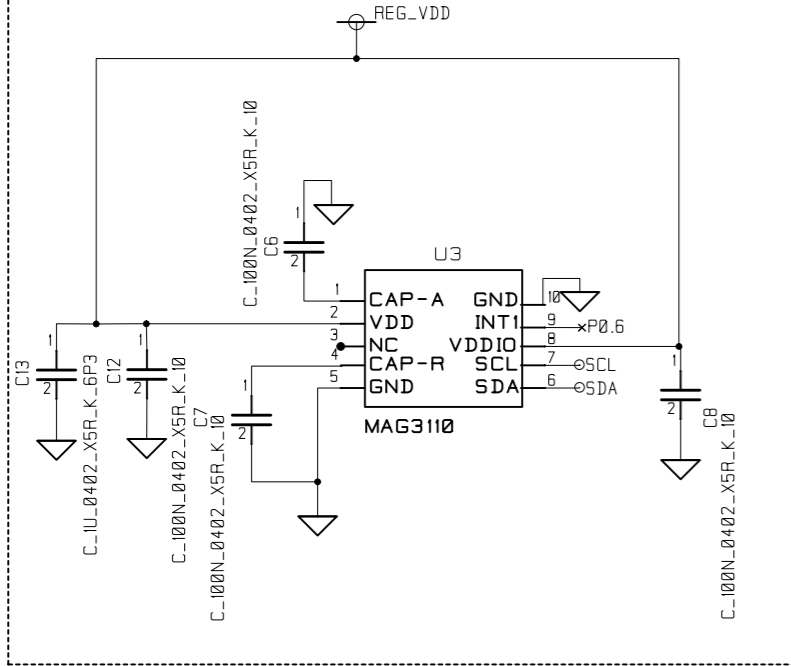 REG_VDD
C_100N_0402_X5R_K_10
C6
1
2
U3
1
2
3
4
5
CAP-A
VDD
NC
CAP-R
GND
GND
INT1
VDDIO
SCL
SDA
10
9
8
7
6
P0.6
SCL
SDA
MAG3110
C13
1
2
C_1U_0402_X5R_K_6P3
C12
1
2
C_100N_0402_X5R_K_10
C7
1
2
C_100N_0402_X5R_K_10
C8
1
2
C_100N_0402_X5R_K_10